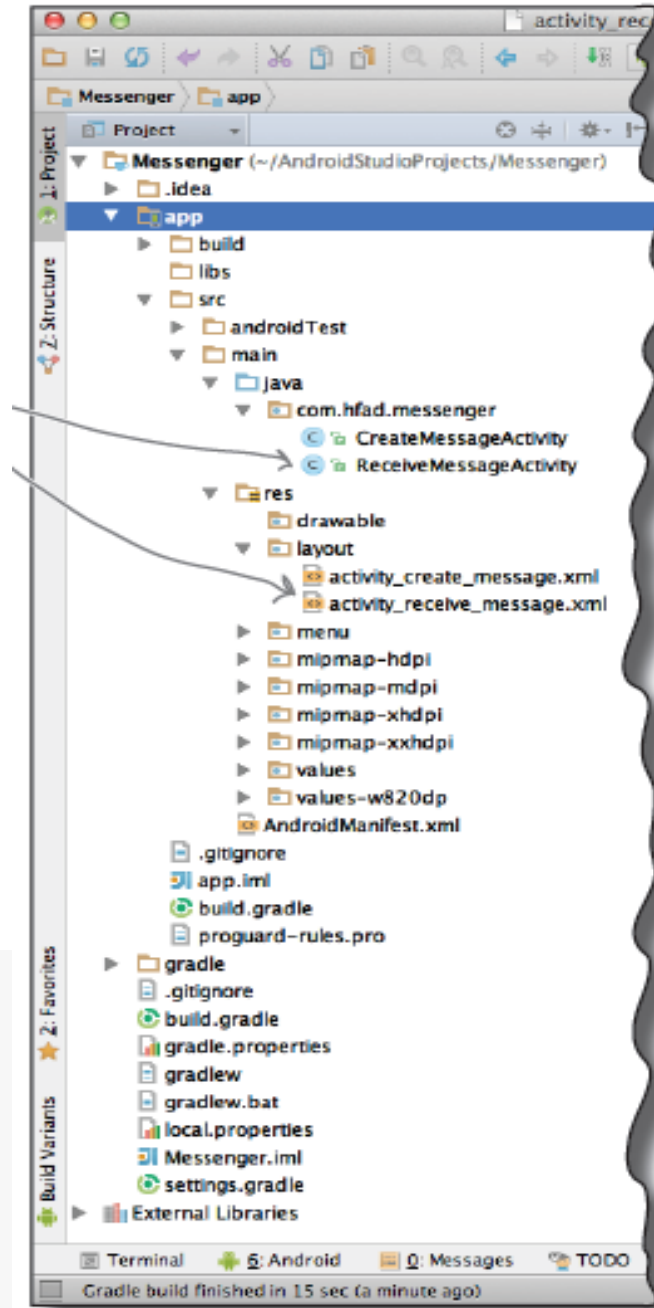 activity_rec
Messenger app
Project
Messenger (~/AndroidStudioProjects/Messenger)
.idea
app
build
libs
src
androidTest
main
java
com.hfad.messenger
CreateMessageActivity
ReceiveMessageActivity
res
drawable
layout
activity_create_message.xml
activity_receive_message.xml
menu
mipmap-hdpi
mipmap-mdpi
mipmap-xhdpi
mipmap-xxhdpi
values
values-w820dp
AndroidManifest.xml
.gitignore
app.iml
build.gradle
proguard-rules.pro
gradle
.gitignore
build.gradle
gradle.properties
gradlew
gradlew.bat
local.properties
Messenger.iml
settings.gradle
External Libraries
1: Project
7: Structure
2: Favorites
Build Variants
Terminal 6: Android 0: Messages TODO
Gradle build finished in 15 sec (a minute ago)